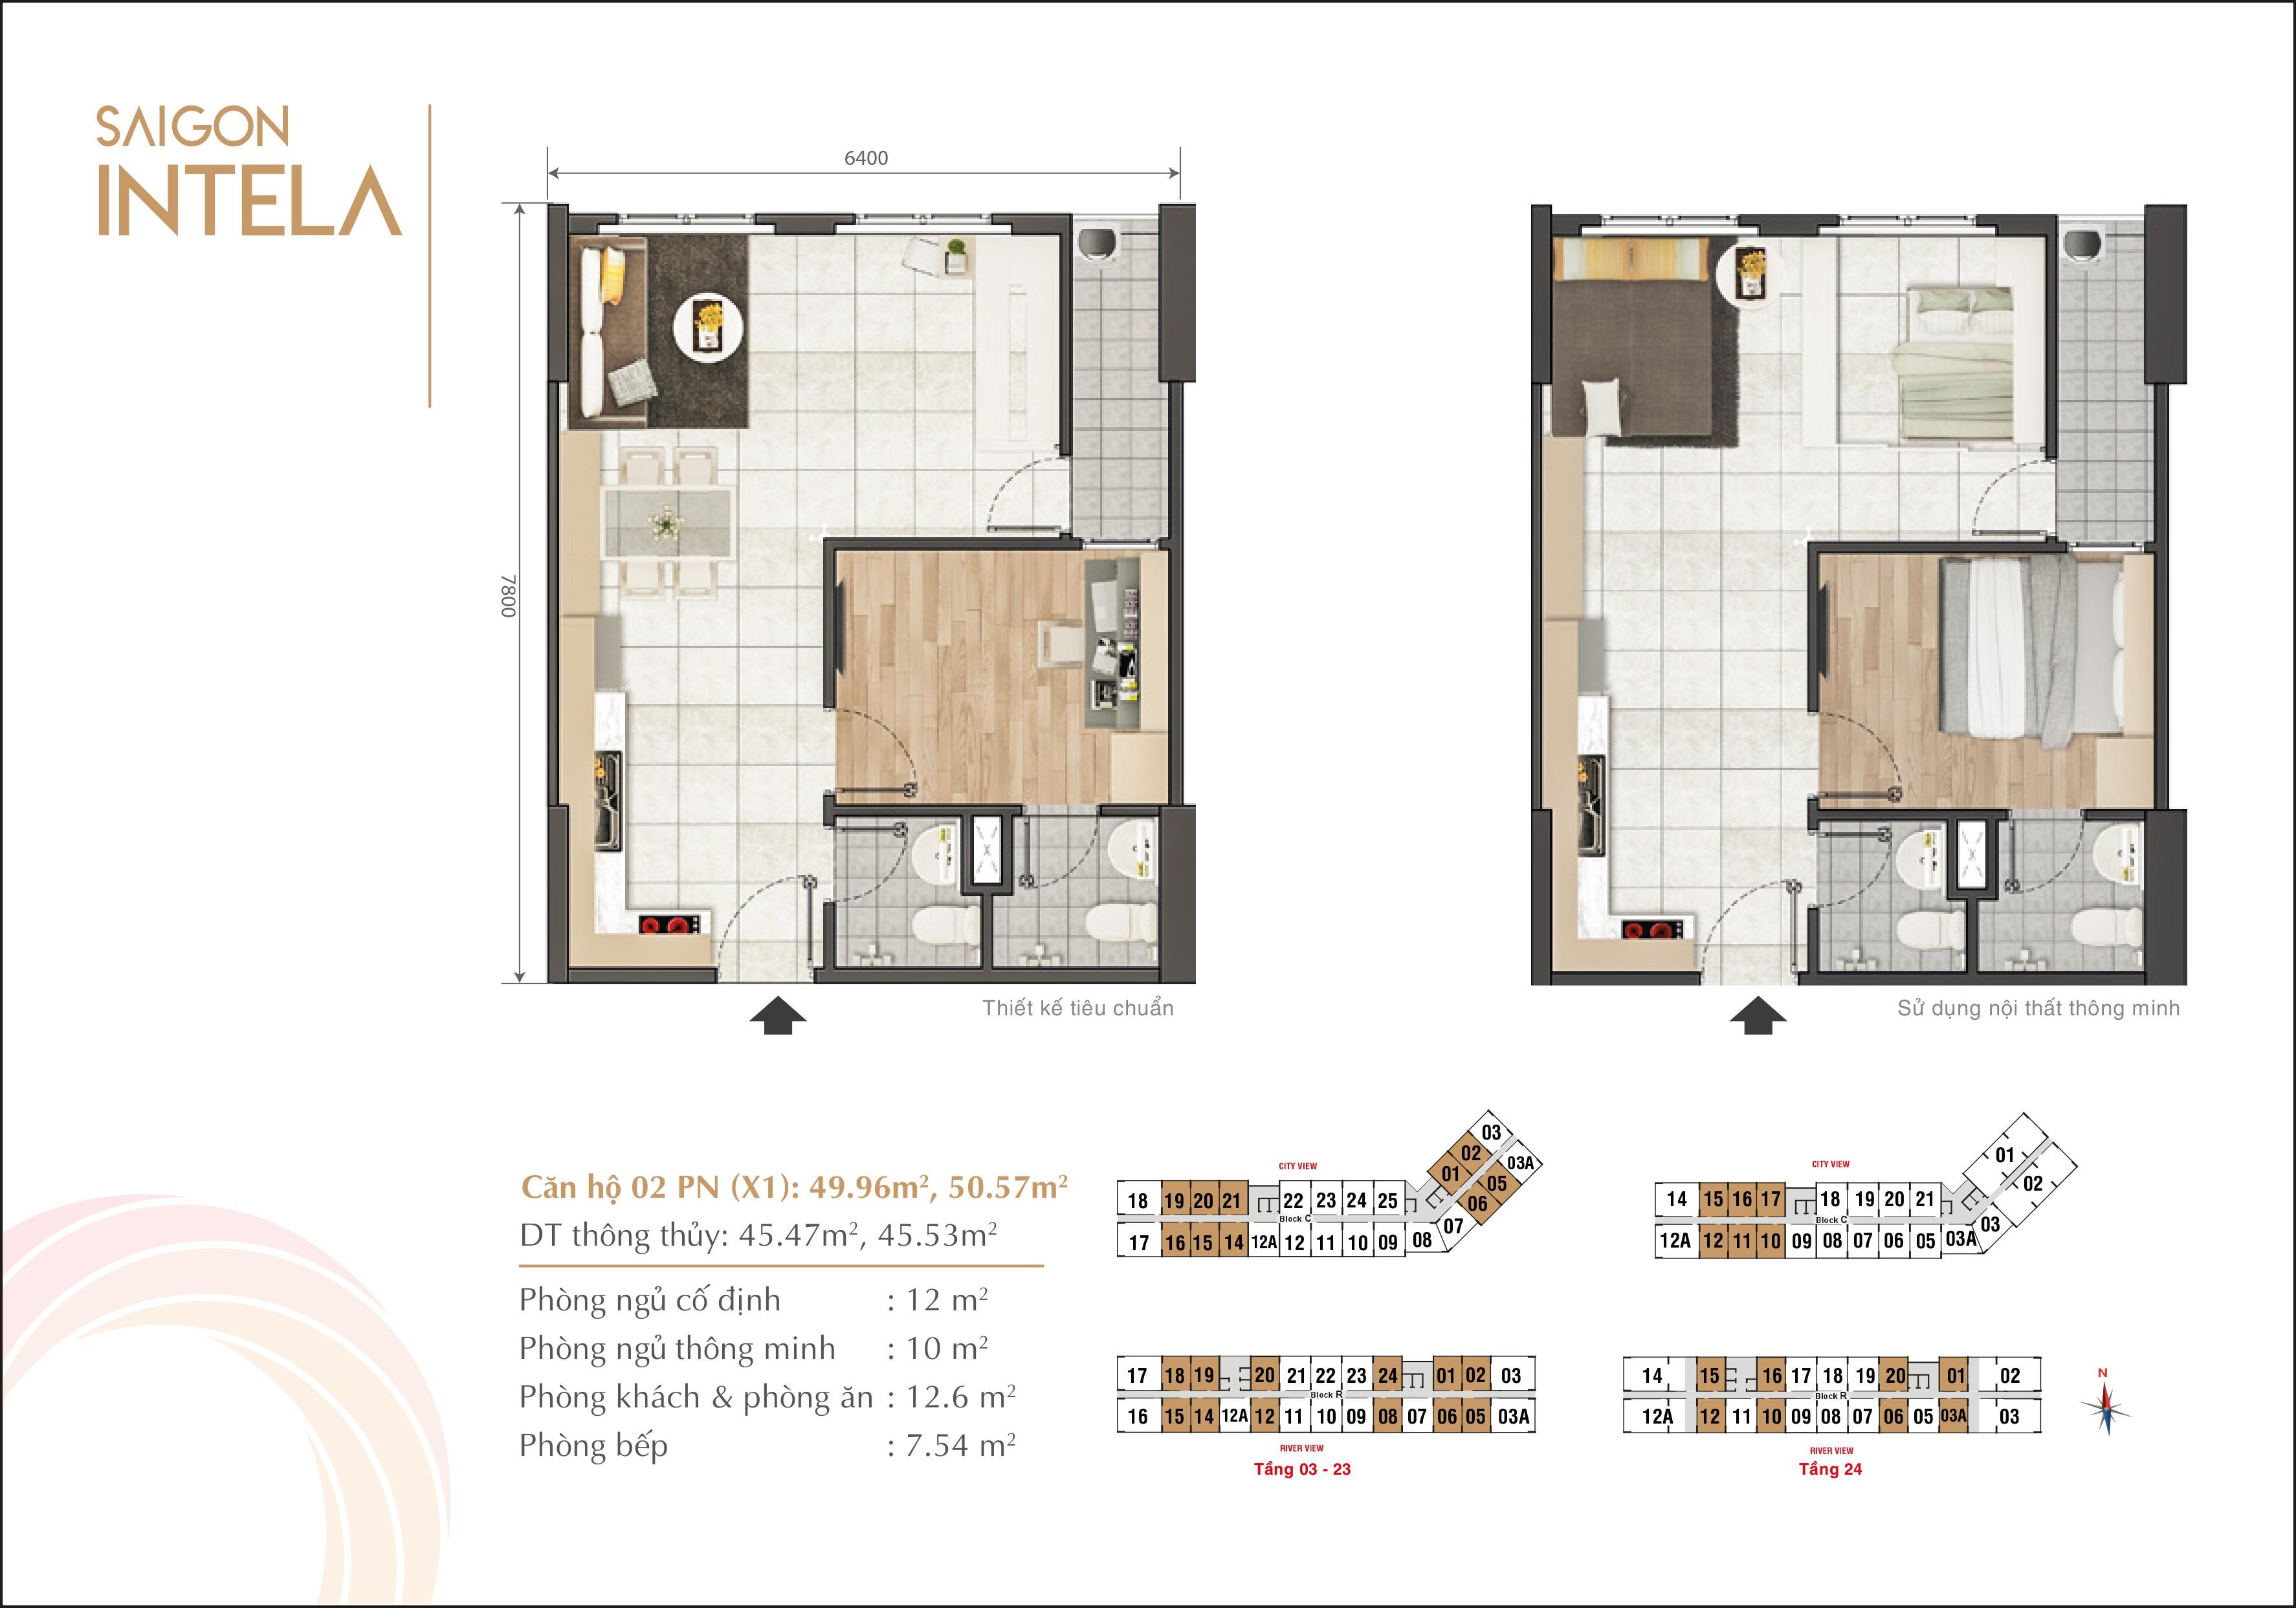 SAIGON
INTELA
6400
7800
Thiết kế tiêu chuẩn
Sử dụng nội thất thông minh
Căn hộ 02 PN (X1): 49.96m², 50.57m²
DT thông thủy: 45.47m², 45.53m²
Phòng ngủ cố định : 12 m²
Phòng ngủ thông minh : 10 m²
Phòng khách & phòng ăn : 12.6 m²
Phòng bếp : 7.54 m²
CITY VIEW
03
02 03A
01 05
06
18 19 20 21 22 23 24 25
07
Block C
17 16 15 14 12A 12 11 10 09 08
17 18 19 20 21 22 23 24 01 02 03
Block R
16 15 14 12A 12 11 10 09 08 07 06 05 03A
RIVER VIEW
Tầng 03 - 23
CITY VIEW
01
02
14 15 16 17 18 19 20 21
03
Block C
12A 12 11 10 09 08 07 06 05 03A
14 15 16 17 18 19 20 01 02
Block R
12A 12 11 10 09 08 07 06 05 03A 03
RIVER VIEW
Tầng 24
N